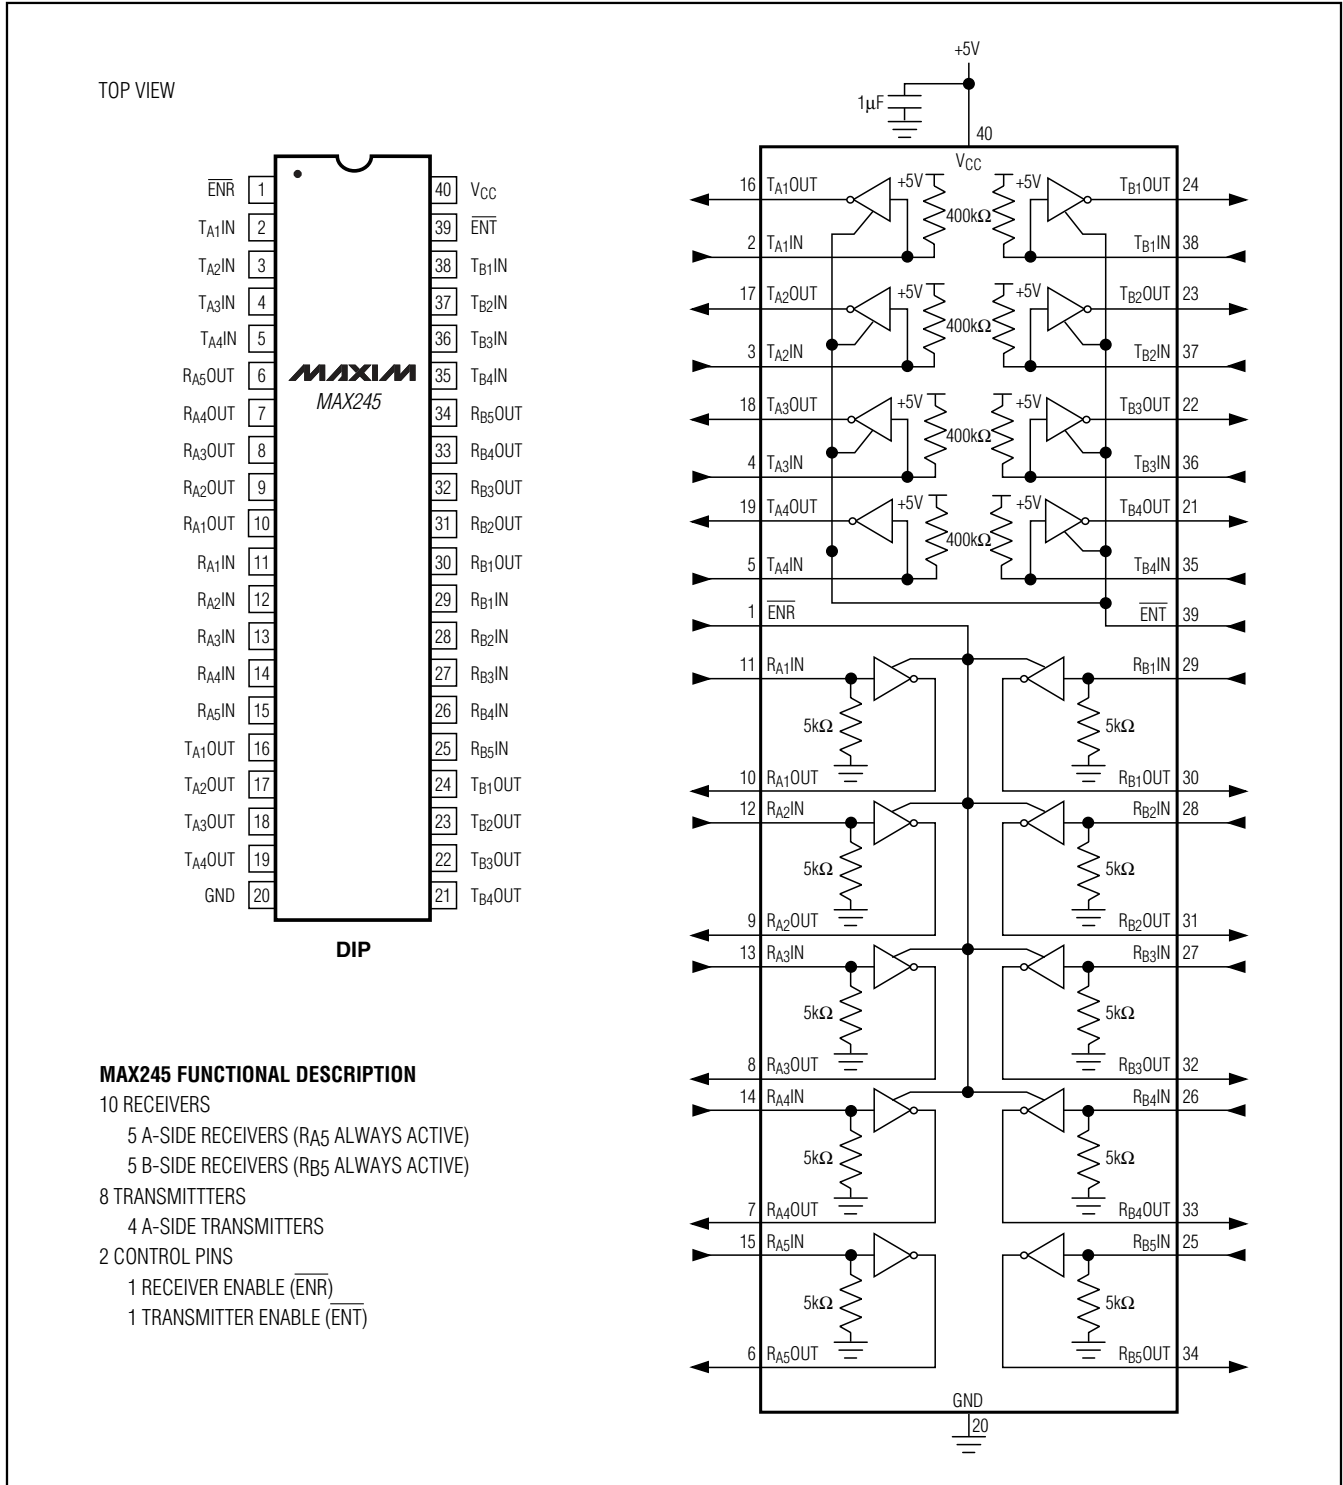 TOP VIEW
ENR 1
TA1IN 2
TA2IN 3
TA3IN 4
TA4IN 5
RA5OUT 6
RA4OUT 7
RA3OUT 8
RA2OUT 9
RA1OUT 10
RA1IN 11
RA2IN 12
RA3IN 13
RA4IN 14
RA5IN 15
TA1OUT 16
TA2OUT 17
TA3OUT 18
TA4OUT 19
GND 20
MAXIM
MAX245
40 VCC
39 ENT
38 TB1IN
37 TB2IN
36 TB3IN
35 TB4IN
34 RB5OUT
33 RB4OUT
32 RB3OUT
31 RB2OUT
30 RB1OUT
29 RB1IN
28 RB2IN
27 RB3IN
26 RB4IN
25 RB5IN
24 TB1OUT
23 TB2OUT
22 TB3OUT
21 TB4OUT
DIP
MAX245 FUNCTIONAL DESCRIPTION
10 RECEIVERS
5 A-SIDE RECEIVERS (RA5 ALWAYS ACTIVE)
5 B-SIDE RECEIVERS (RB5 ALWAYS ACTIVE)
8 TRANSMITTTERS
4 A-SIDE TRANSMITTERS
2 CONTROL PINS
1 RECEIVER ENABLE (ENR)
1 TRANSMITTER ENABLE (ENT)
+5V
1µF
40
VCC
16 TA1OUT +5V +5V TB1OUT 24
400kΩ
2 TA1IN TB1IN 38
17 TA2OUT +5V +5V TB2OUT 23
400kΩ
3 TA2IN TB2IN 37
18 TA3OUT +5V +5V TB3OUT 22
400kΩ
4 TA3IN TB3IN 36
19 TA4OUT +5V +5V TB4OUT 21
400kΩ
5 TA4IN TB4IN 35
1 ENR ENT 39
11 RA1IN RB1IN 29
5kΩ 5kΩ
10 RA1OUT RB1OUT 30
12 RA2IN RB2IN 28
5kΩ 5kΩ
9 RA2OUT RB2OUT 31
13 RA3IN RB3IN 27
5kΩ 5kΩ
8 RA3OUT RB3OUT 32
14 RA4IN RB4IN 26
5kΩ 5kΩ
7 RA4OUT RB4OUT 33
15 RA5IN RB5IN 25
5kΩ 5kΩ
6 RA5OUT RB5OUT 34
GND
20